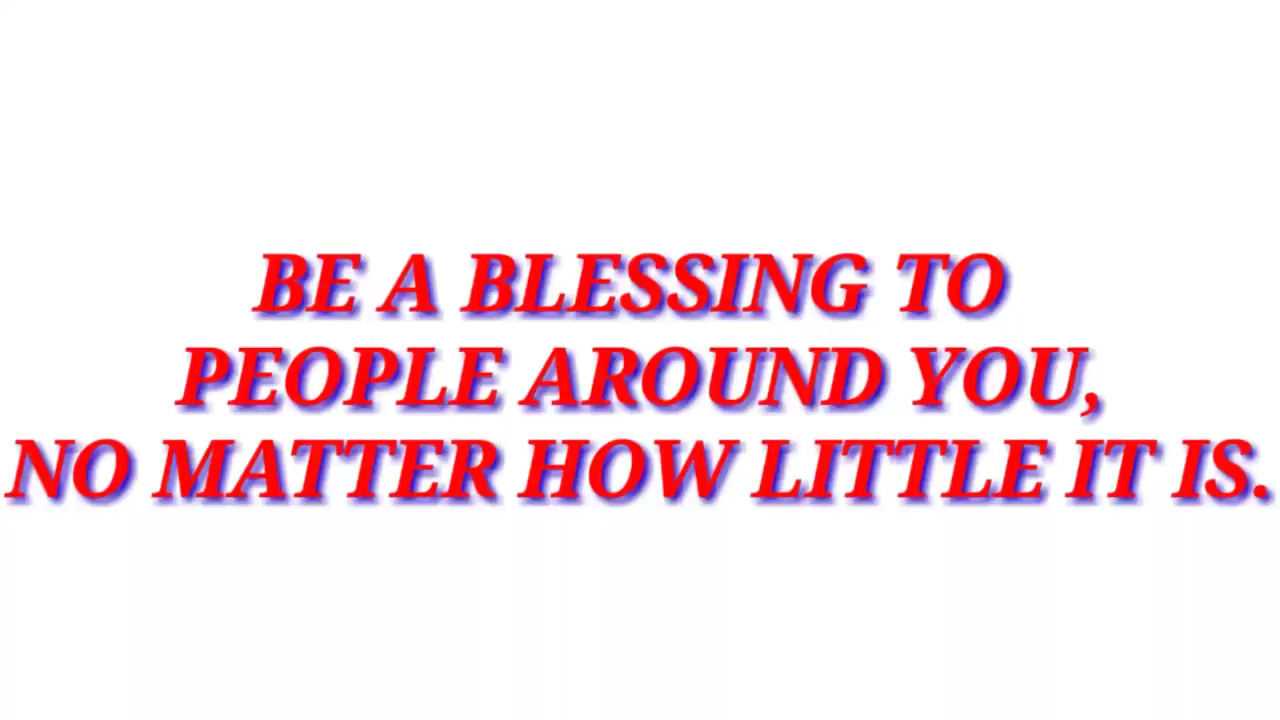 BE A BLESSING TO
PEOPLE AROUND YOU,
NO MATTER HOW LITTLE IT IS.